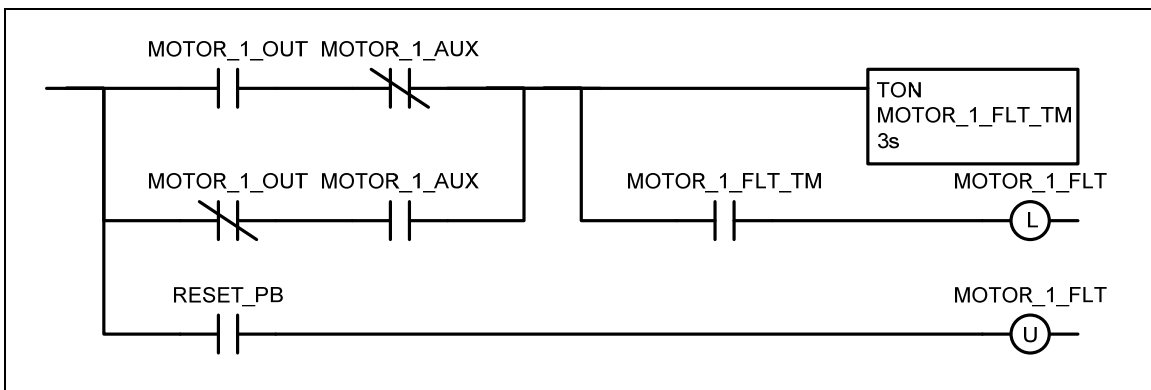 MOTOR_1_OUT MOTOR_1_AUX
TON
MOTOR_1_FLT_TM
3s
MOTOR_1_OUT MOTOR_1_AUX
MOTOR_1_FLT_TM
MOTOR_1_FLT
L
RESET_PB
MOTOR_1_FLT
U